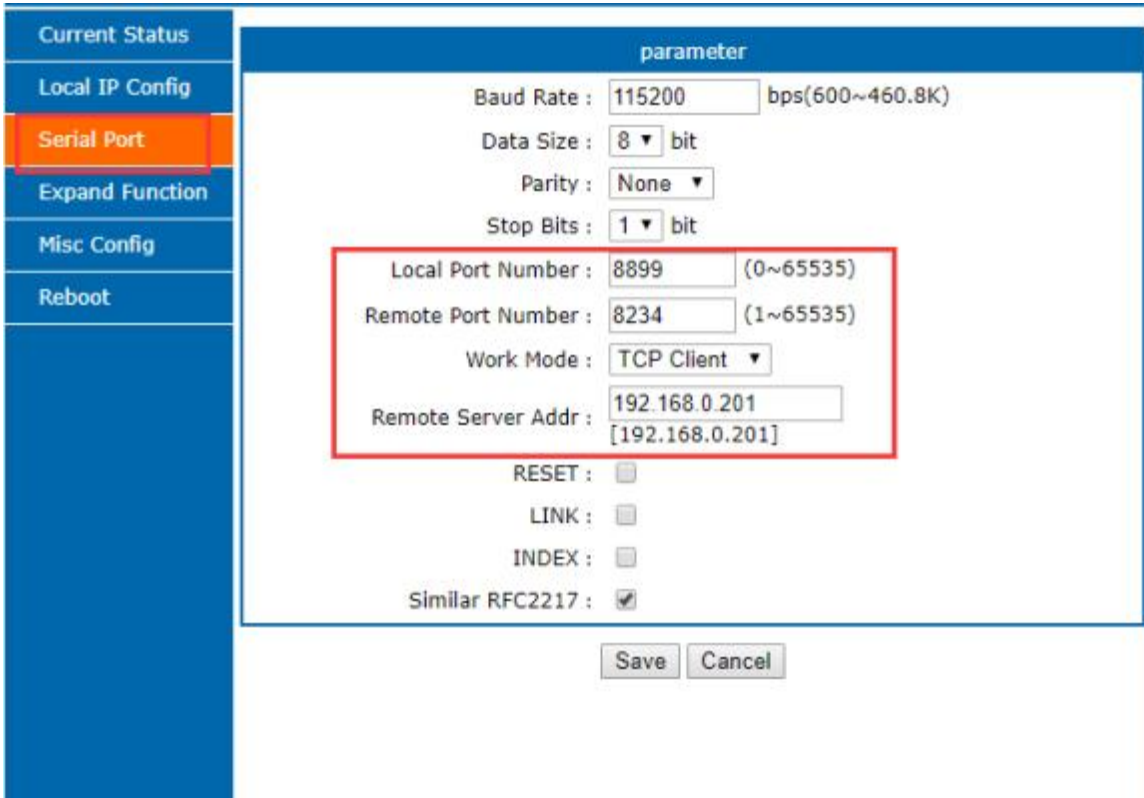 Current Status
Local IP Config
Serial Port
Expand Function
Misc Config
Reboot
parameter
Baud Rate : 115200 bps(600~460.8K)
Data Size : 8 bit
Parity : None
Stop Bits : 1 bit
Local Port Number : 8899 (0~65535)
Remote Port Number : 8234 (1~65535)
Work Mode : TCP Client
Remote Server Addr : 192.168.0.201
[192.168.0.201]
RESET :
LINK :
INDEX :
Similar RFC2217 :
Save Cancel